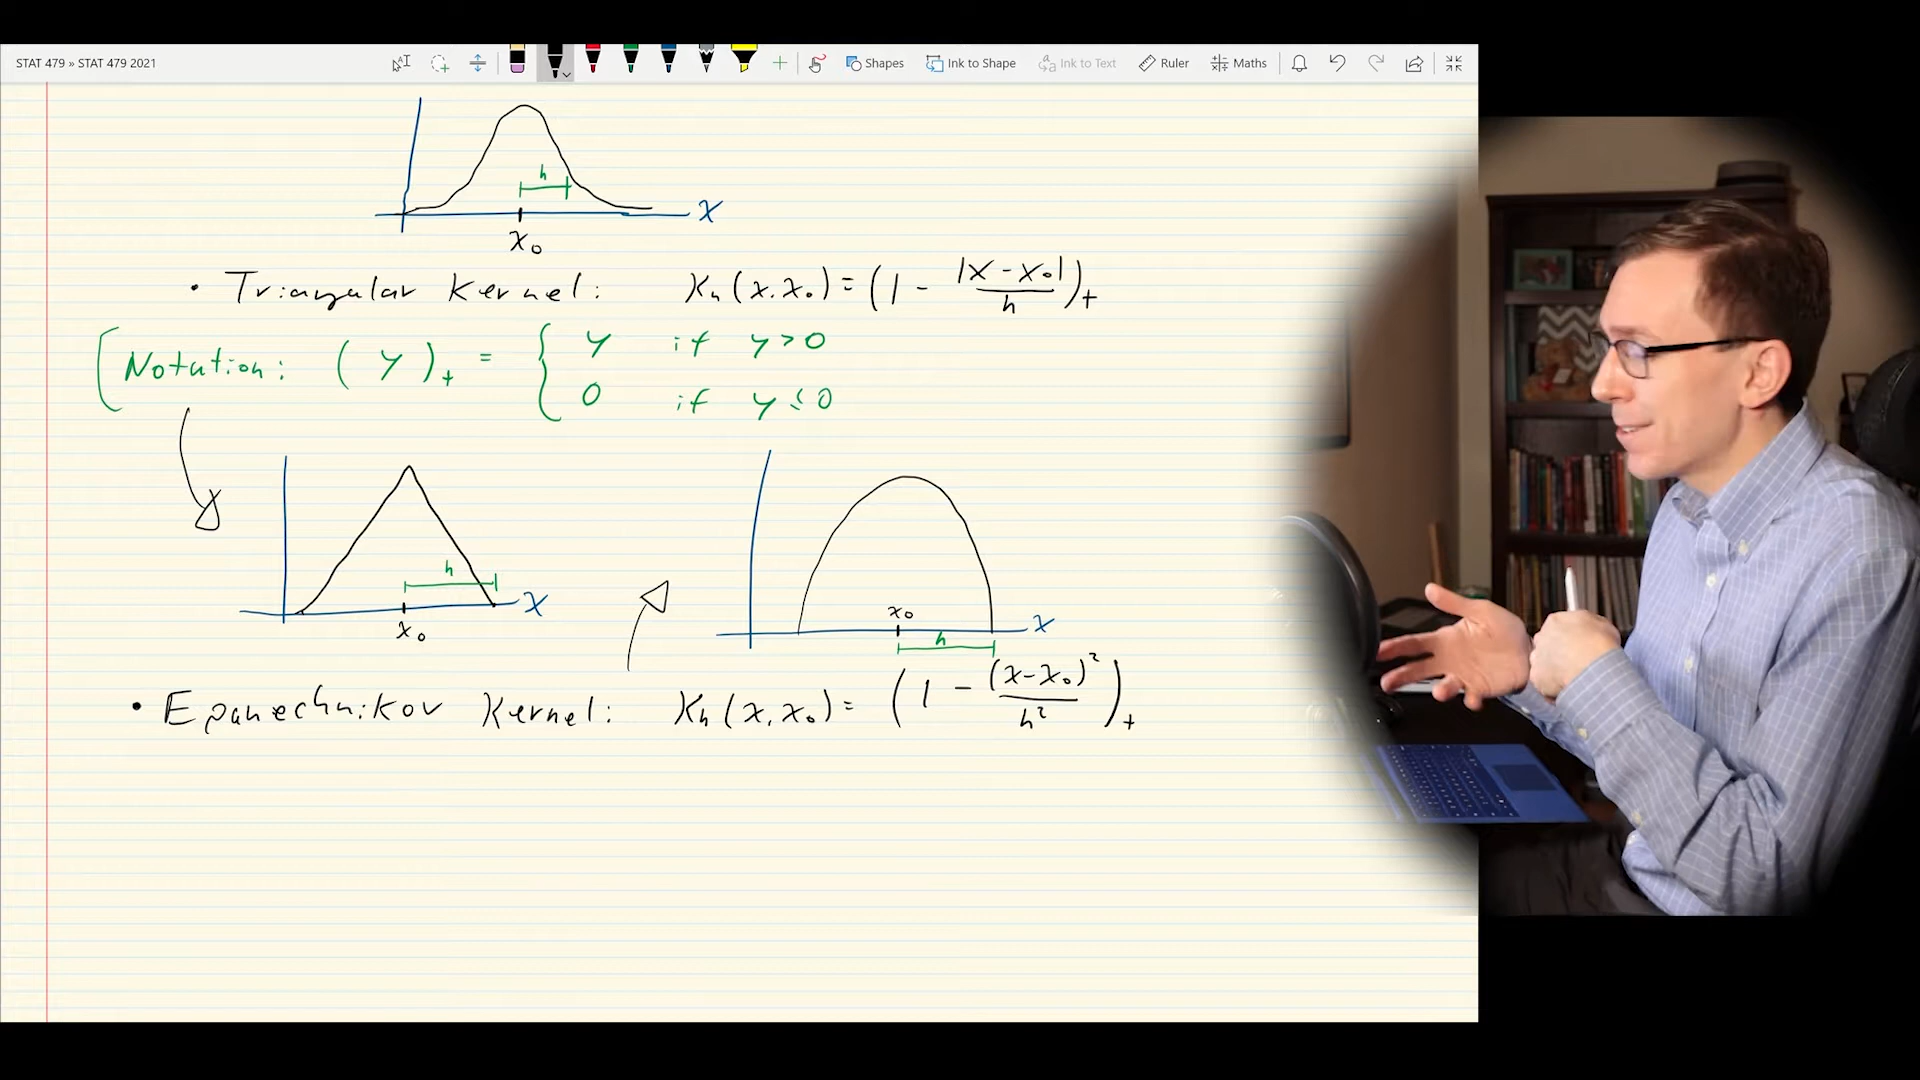 STAT 479 » STAT 479 2021
Shapes Ink to Shape Ink to Text Ruler Maths
h
x
x₀
• Triangular Kernel: Kₕ(x, x₀) = (1 - |x - x₀|/h)₊
[Notation: (y)₊ = { y if y > 0
0 if y ≤ 0
h
x
x₀
x₀
x
h
• Epanechnikov Kernel: Kₕ(x, x₀) = (1 - (x-x₀)²/h²)₊